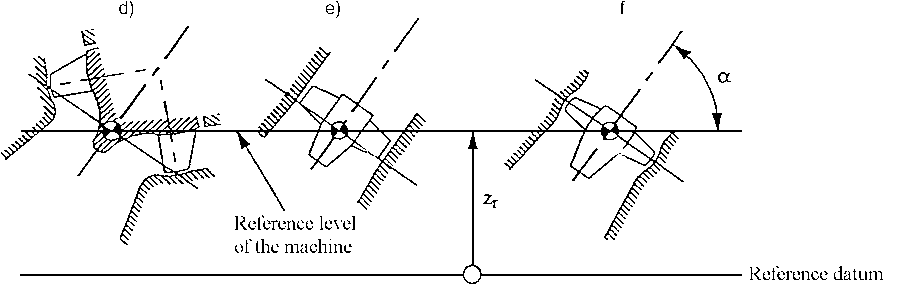 d)
e)
f
α
z_r
Reference level
of the machine
Reference datum